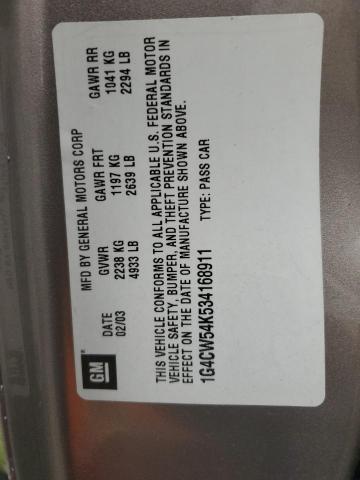 MFD BY GENERAL MOTORS CORP
DATE GVWR GAWR FRT GAWR RR
02/03 2238 KG 1197 KG 1041 KG
4933 LB 2639 LB 2294 LB
THIS VEHICLE CONFORMS TO ALL APPLICABLE U.S. FEDERAL MOTOR
VEHICLE SAFETY, BUMPER, AND THEFT PREVENTION STANDARDS IN
EFFECT ON THE DATE OF MANUFACTURE SHOWN ABOVE.
1G4CW54K534168911 TYPE: PASS CAR
GM